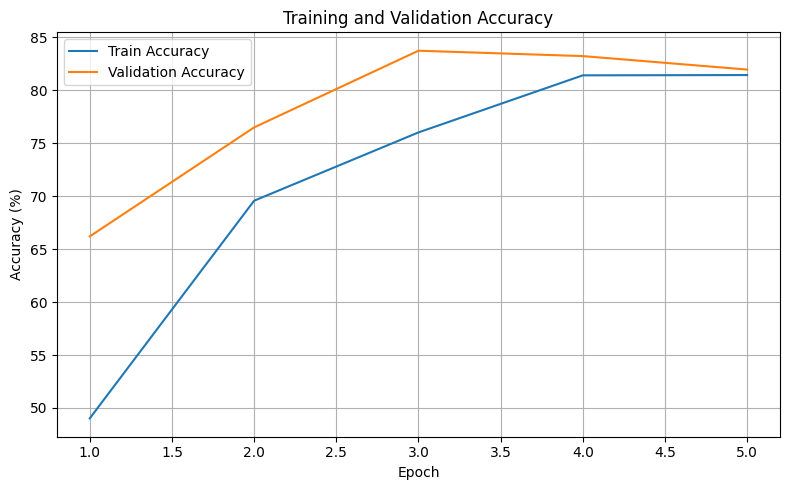 Training and Validation Accuracy
Train Accuracy
Validation Accuracy
85
80
75
70
65
60
55
50
Accuracy (%)
1.0 1.5 2.0 2.5 3.0 3.5 4.0 4.5 5.0
Epoch